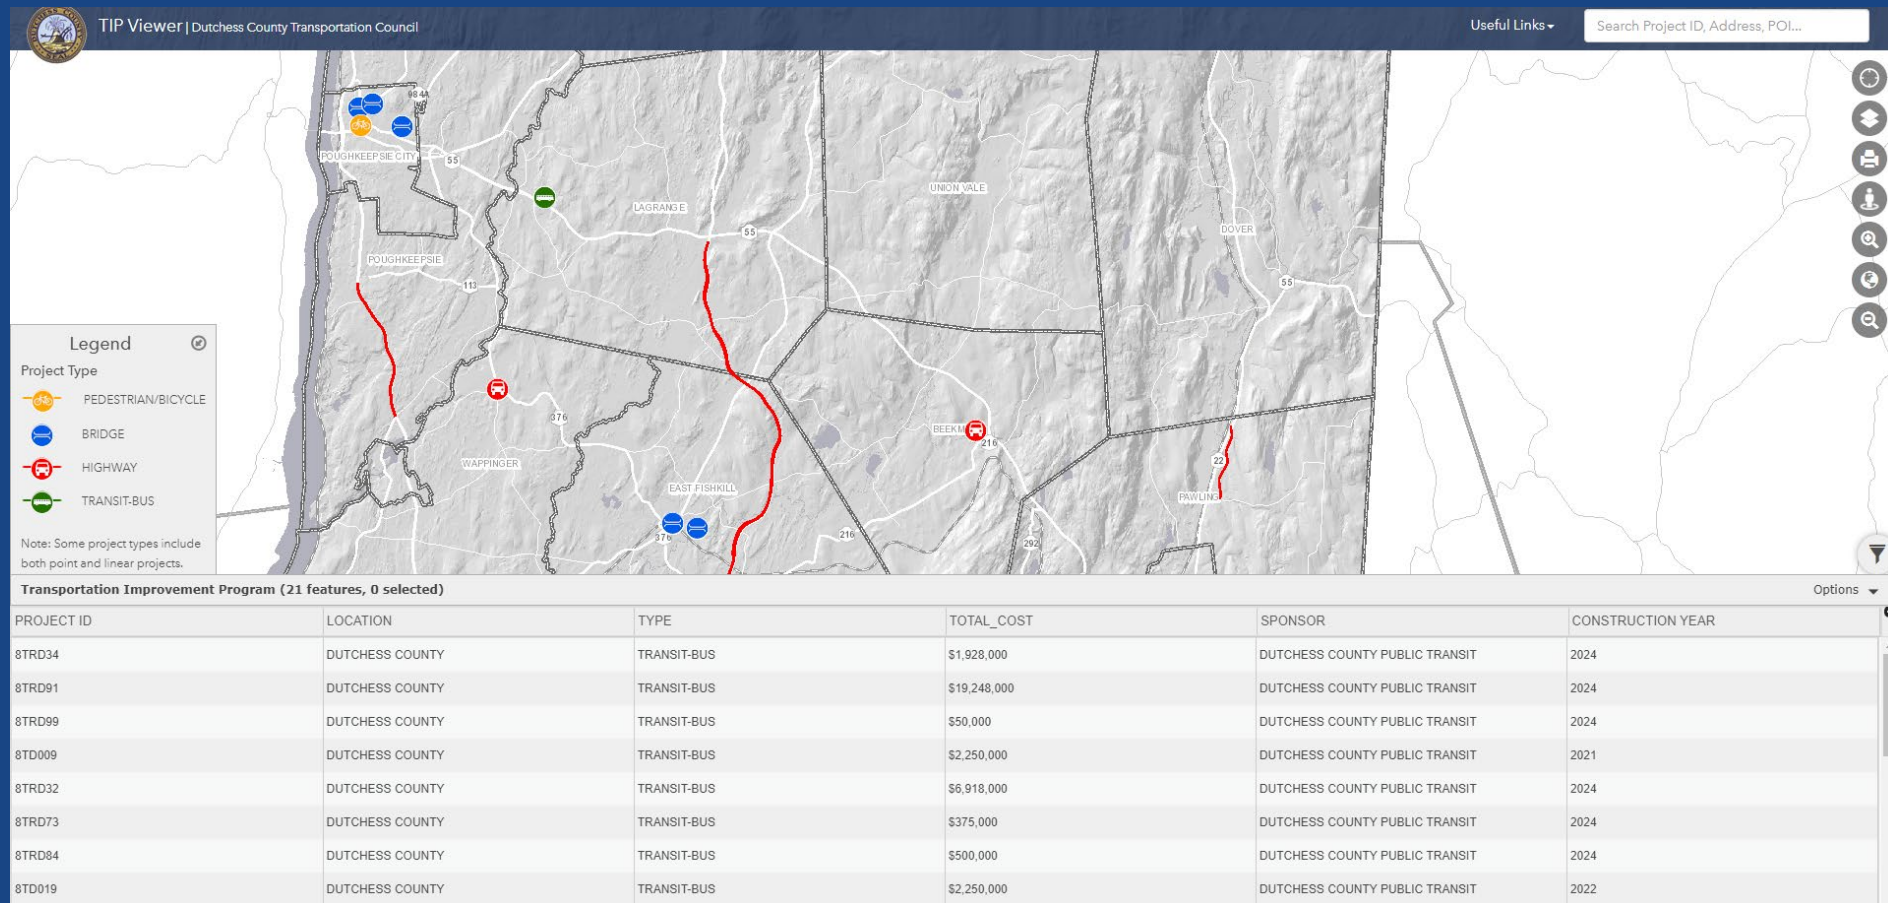 TIP Viewer | Dutchess County Transportation Council
Useful Links
Search Project ID, Address, POI...
984A
POUGHKEEPSIE CITY
55
LAGRANGE
UNION VALE
55
DOVER
POUGHKEEPSIE
113
55
376
WAPPINGER
BEEKM
216
22
PAWLING
EAST FISHKILL
376
216
292
Legend
Project Type
PEDESTRIAN/BICYCLE
BRIDGE
HIGHWAY
TRANSIT-BUS
Note: Some project types include
both point and linear projects.
Transportation Improvement Program (21 features, 0 selected)
Options
PROJECT ID LOCATION TYPE TOTAL_COST SPONSOR CONSTRUCTION YEAR
8TRD34 DUTCHESS COUNTY TRANSIT-BUS $1,928,000 DUTCHESS COUNTY PUBLIC TRANSIT 2024
8TRD91 DUTCHESS COUNTY TRANSIT-BUS $19,248,000 DUTCHESS COUNTY PUBLIC TRANSIT 2024
8TRD99 DUTCHESS COUNTY TRANSIT-BUS $50,000 DUTCHESS COUNTY PUBLIC TRANSIT 2024
8TD009 DUTCHESS COUNTY TRANSIT-BUS $2,250,000 DUTCHESS COUNTY PUBLIC TRANSIT 2021
8TRD32 DUTCHESS COUNTY TRANSIT-BUS $6,918,000 DUTCHESS COUNTY PUBLIC TRANSIT 2024
8TRD73 DUTCHESS COUNTY TRANSIT-BUS $375,000 DUTCHESS COUNTY PUBLIC TRANSIT 2024
8TRD84 DUTCHESS COUNTY TRANSIT-BUS $500,000 DUTCHESS COUNTY PUBLIC TRANSIT 2024
8TD019 DUTCHESS COUNTY TRANSIT-BUS $2,250,000 DUTCHESS COUNTY PUBLIC TRANSIT 2022